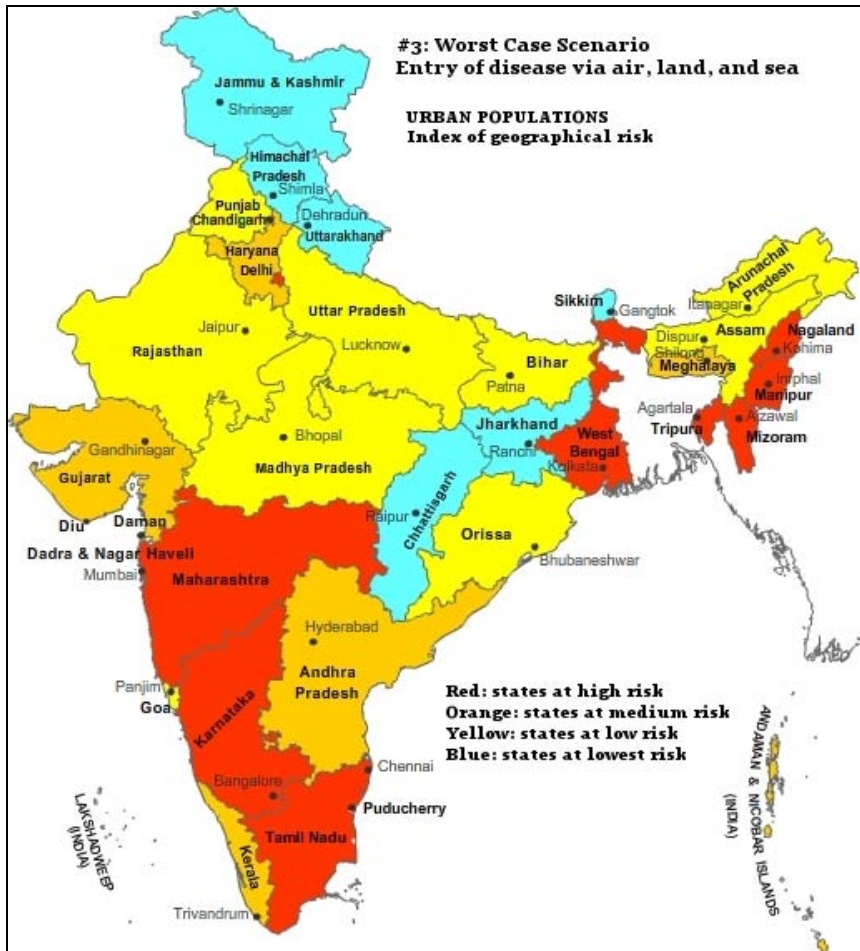 #3: Worst Case Scenario
Entry of disease via air, land, and sea
URBAN POPULATIONS
Index of geographical risk
Jammu & Kashmir
Shrinagar
Himachal
Pradesh
Shimla
Punjab
Chandigarh
Dehradun
Uttarakhand
Haryana
Delhi
Arunachal
Pradesh
Itanagar
Sikkim
Gangtok
Uttar Pradesh
Jaipur
Lucknow
Rajasthan
Bihar
Patna
Dispur
Assam
Nagaland
Shilong
Kohima
Meghalaya
Imphal
Manipur
Agartala
Aizawal
Tripura
Mizoram
Jharkhand
Ranchi
West
Bengal
Kolkata
Gandhinagar
Bhopal
Madhya Pradesh
Gujarat
Chhattisgarh
Raipur
Orissa
Bhubaneshwar
Diu
Daman
Dadra & Nagar Haveli
Mumbai
Maharashtra
Hyderabad
Andhra
Pradesh
Panjim
Goa
Karnataka
Red: states at high risk
Orange: states at medium risk
Yellow: states at low risk
Blue: states at lowest risk
Bangalore
Chennai
Puducherry
Tamil Nadu
Kerala
Trivandrum
LAKSHADWEEP
(INDIA)
ANDAMAN & NICOBAR ISLANDS
(INDIA)